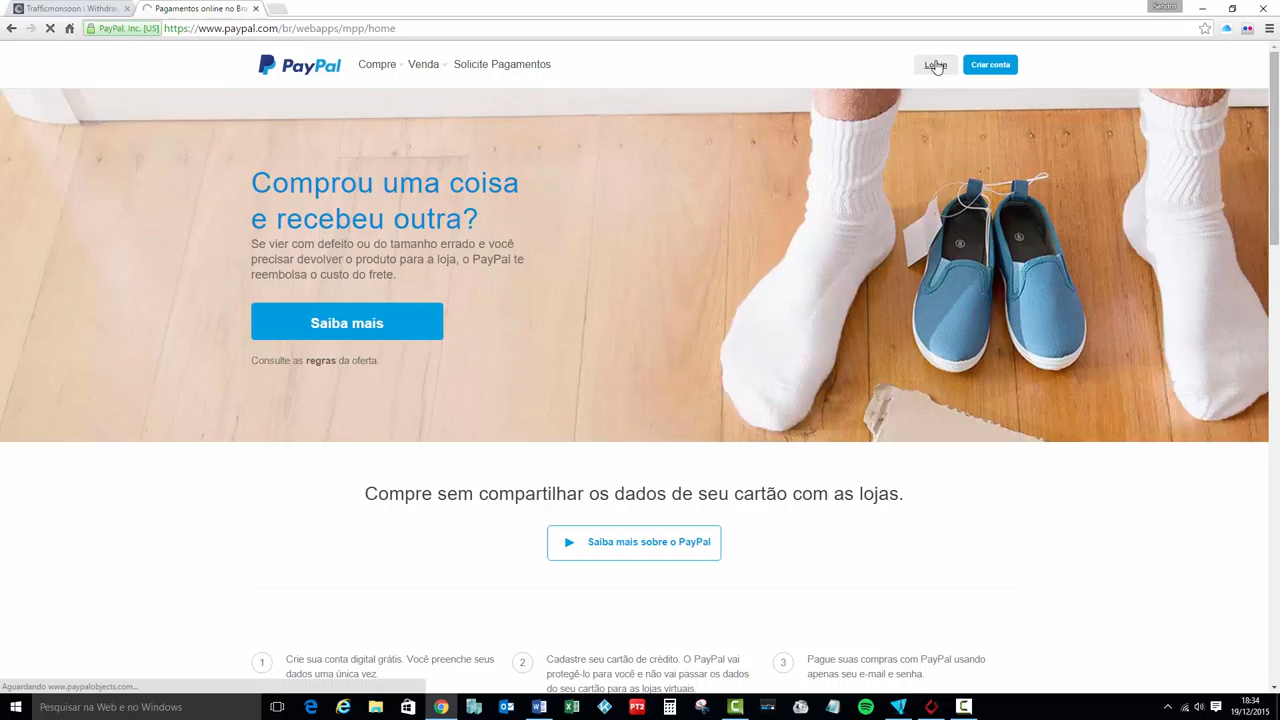 Trafficmonsoon : Withdraw
Pagamentos online no Bra
Sandro
PayPal, Inc. [US]
https://www.paypal.com/br/webapps/mpp/home
PayPal
Compre
Venda
Solicite Pagamentos
Criar conta
Comprou uma coisa
e recebeu outra?
Se vier com defeito ou do tamanho errado e você
precisar devolver o produto para a loja, o PayPal te
reembolsa o custo do frete.
Saiba mais
Consulte as regras da oferta.
Compre sem compartilhar os dados de seu cartão com as lojas.
Saiba mais sobre o PayPal
1
Crie sua conta digital grátis. Você preenche seus
dados uma única vez.
2
Cadastre seu cartão de crédito. O PayPal vai
protegê-lo para você e não vai passar os dados
do seu cartão para as lojas virtuais.
3
Pague suas compras com PayPal usando
apenas seu e-mail e senha.
Aguardando www.paypalobjects.com...
Pesquisar na Web e no Windows
PT2
18:34
19/12/2015